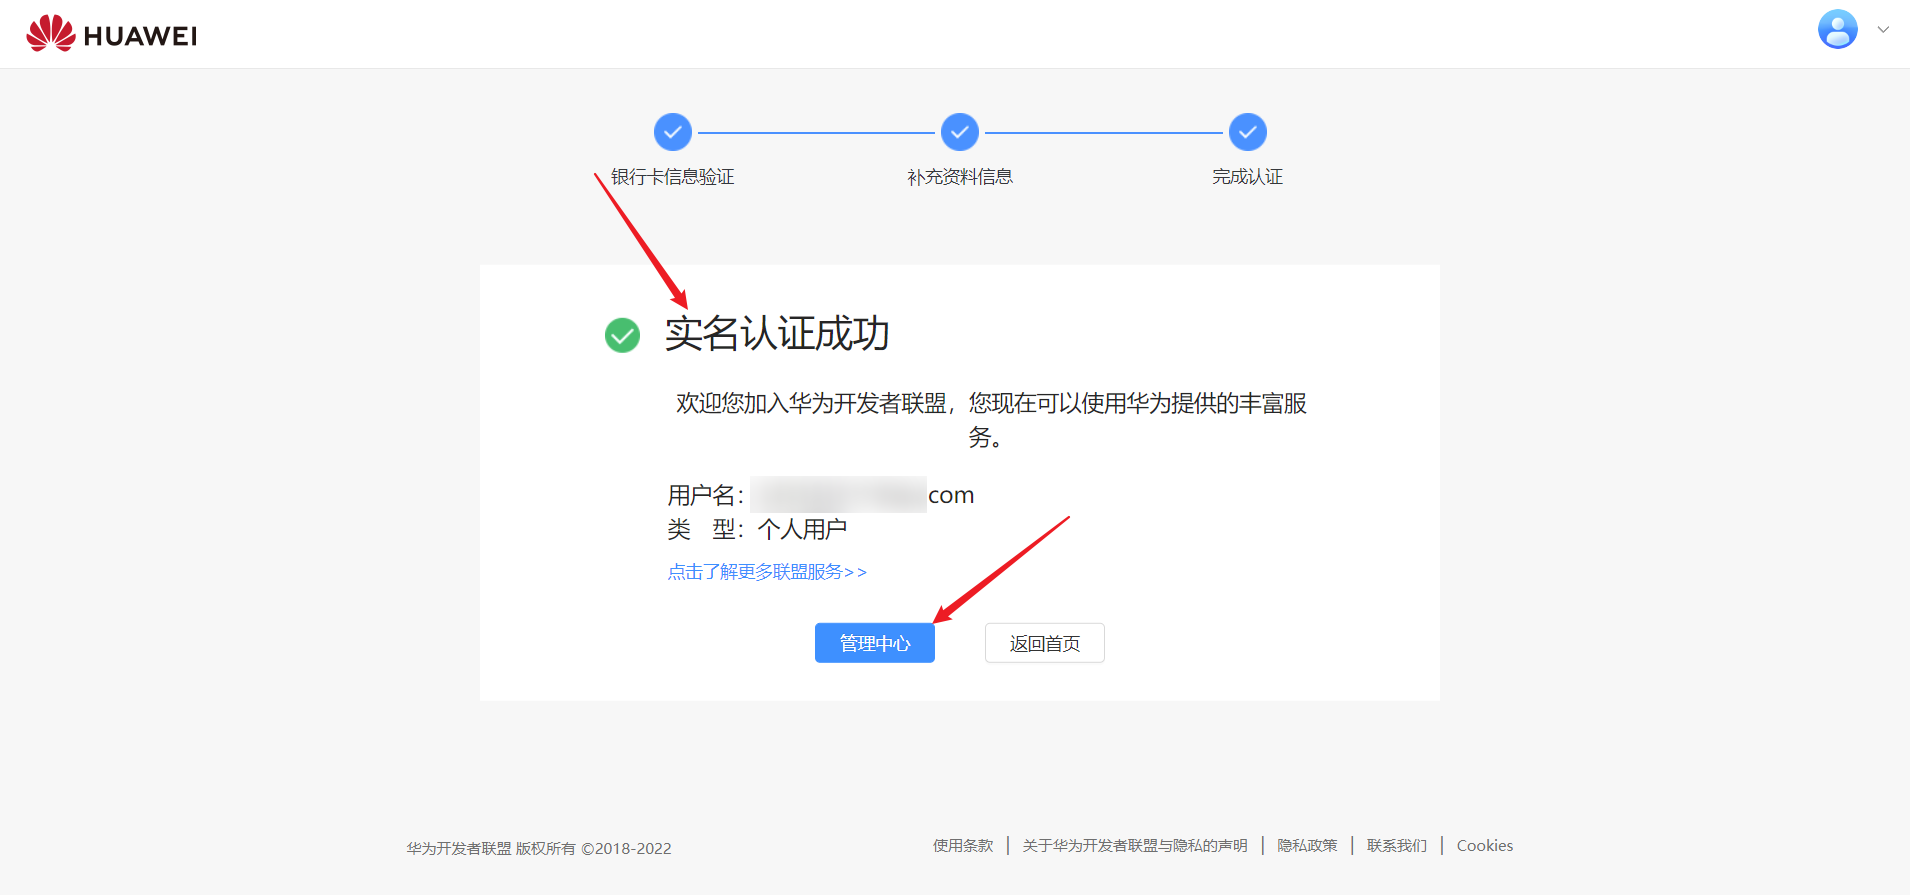 HUAWEI
银行卡信息验证
补充资料信息
完成认证
实名认证成功
欢迎您加入华为开发者联盟，您现在可以使用华为提供的丰富服
务。
用户名： com
类 型： 个人用户
点击了解更多联盟服务>>
管理中心
返回首页
华为开发者联盟 版权所有 ©2018-2022
使用条款 | 关于华为开发者联盟与隐私的声明 | 隐私政策 | 联系我们 | Cookies